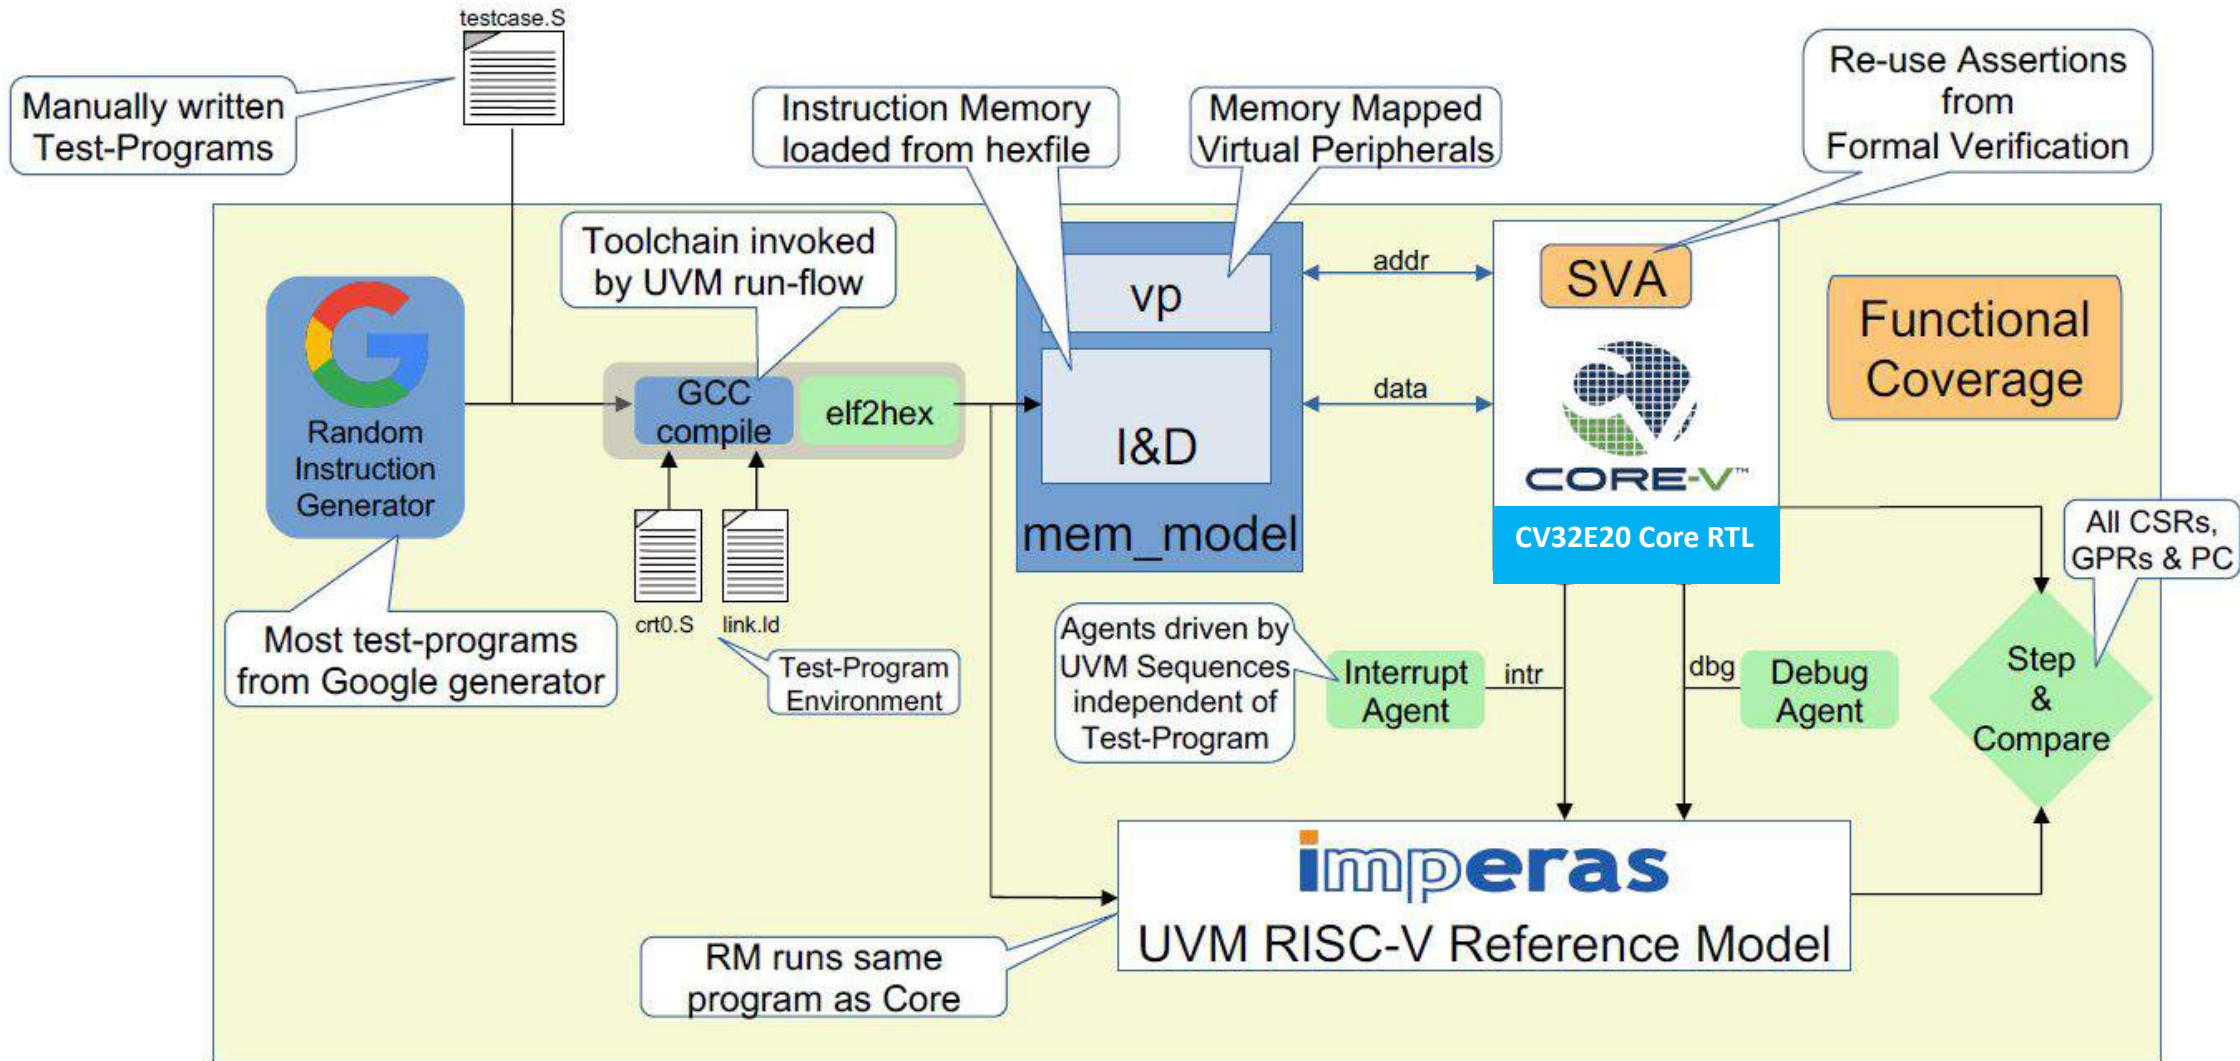 testcase.S
Manually written
Test-Programs
Instruction Memory
loaded from hexfile
Memory Mapped
Virtual Peripherals
Re-use Assertions
from
Formal Verification
Toolchain invoked
by UVM run-flow
vp
addr
SVA
Functional
Coverage
Random
Instruction
Generator
GCC
compile
elf2hex
I&D
data
CORE-V™
mem_model
CV32E20 Core RTL
All CSRs,
GPRs & PC
Most test-programs
from Google generator
crt0.S
link.ld
Test-Program
Environment
Agents driven by
UVM Sequences
independent of
Test-Program
Interrupt
Agent
intr
dbg
Debug
Agent
Step
&
Compare
imperas
UVM RISC-V Reference Model
RM runs same
program as Core